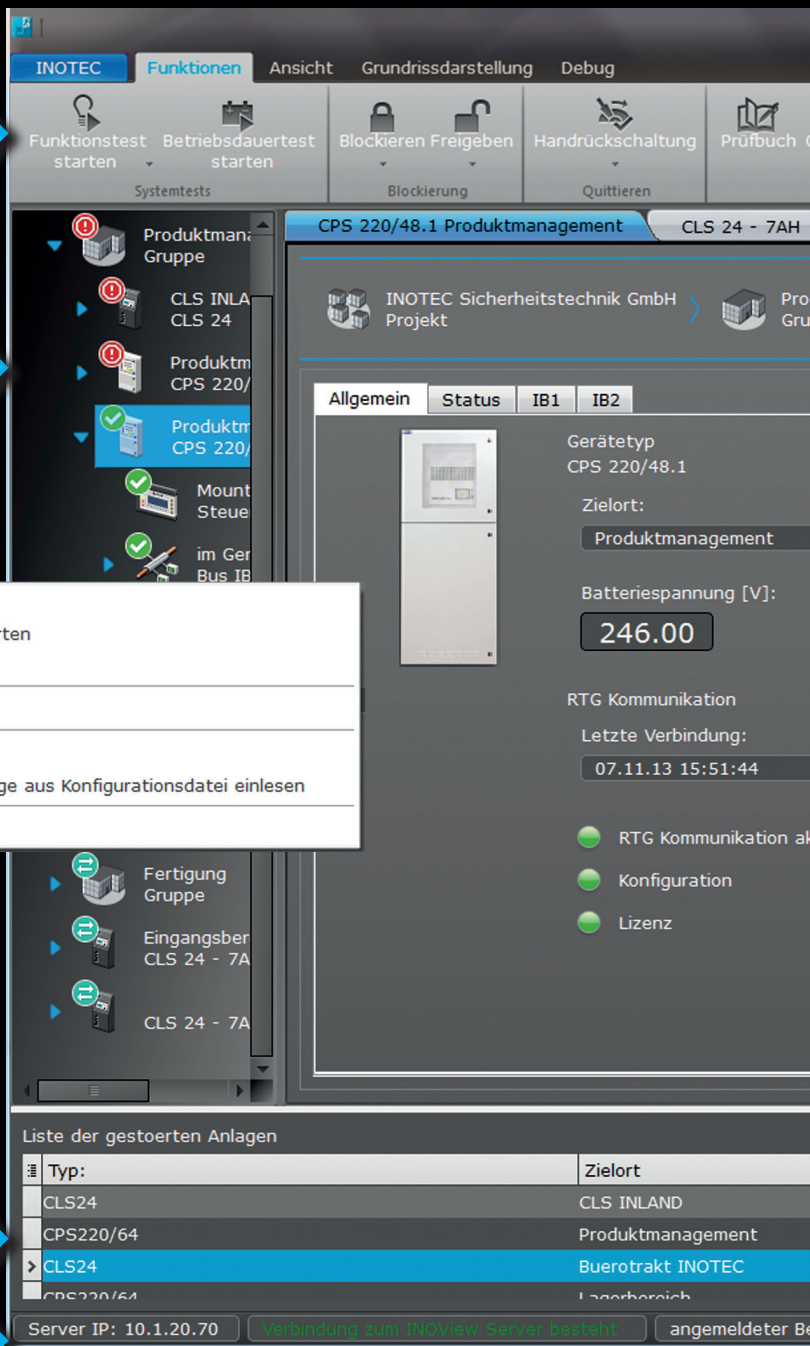 INOTEC Funktionen Ansicht Grundrissdarstellung Debug
Funktionstest starten
Betriebsdauertest starten
Blockieren Freigeben
Handrückschaltung
Prüfbuch
Systemtests
Blockierung
Quittieren
Produktmana
Gruppe
CLS INLA
CLS 24
Produktm
CPS 220/
Produktm
CPS 220/
Mount
Steue
im Ger
Bus IB
rten
ge aus Konfigurationsdatei einlesen
Fertigung
Gruppe
Eingangsber
CLS 24 - 7A
CLS 24 - 7A
CPS 220/48.1 Produktmanagement
CLS 24 - 7AH
INOTEC Sicherheitstechnik GmbH
Projekt
Pro
Gru
Allgemein Status IB1 IB2
Gerätetyp
CPS 220/48.1
Zielort:
Produktmanagement
Batteriespannung [V]:
246.00
RTG Kommunikation
Letzte Verbindung:
07.11.13 15:51:44
RTG Kommunikation ak
Konfiguration
Lizenz
Liste der gestoerten Anlagen
Typ: Zielort
CLS24 CLS INLAND
CPS220/64 Produktmanagement
CLS24 Buerotrakt INOTEC
CPS220/64 Lagerbereich
Server IP: 10.1.20.70 Verbindung zum INOView Server besteht angemeldeter Be